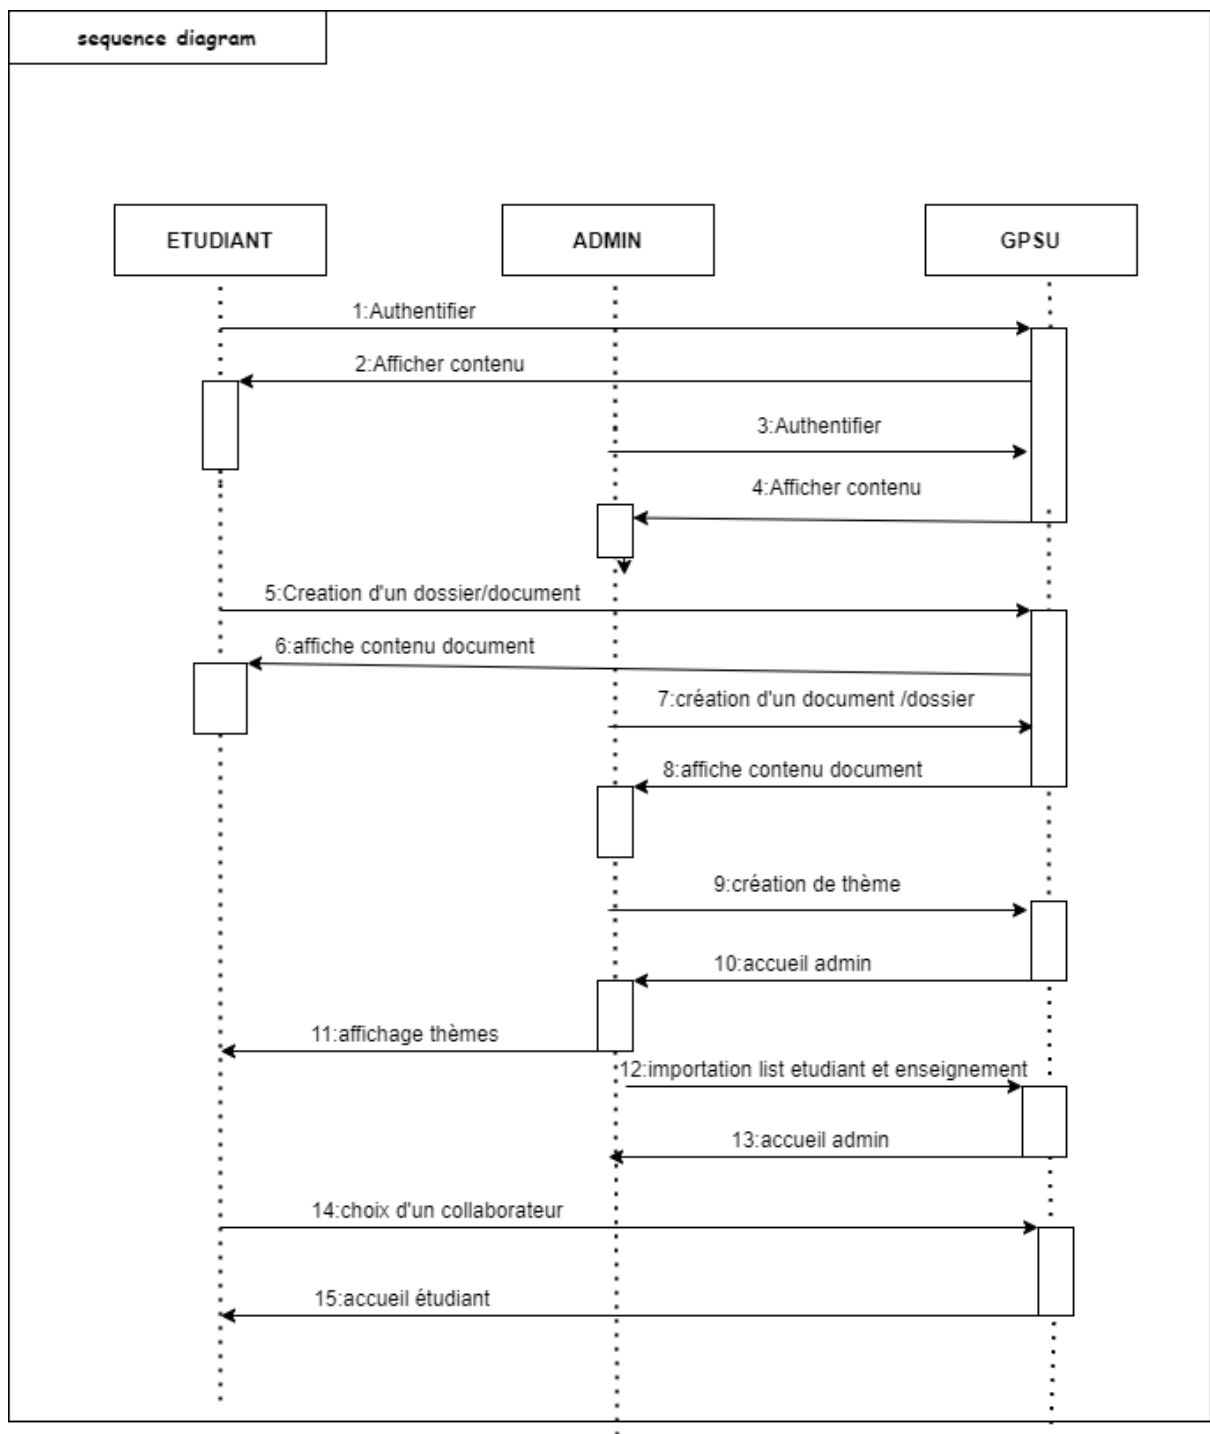 sequence diagram
ETUDIANT
ADMIN
GPSU
1:Authentifier
2:Afficher contenu
3:Authentifier
4:Afficher contenu
5:Creation d'un dossier/document
6:affiche contenu document
7:création d'un document /dossier
8:affiche contenu document
9:création de thème
10:accueil admin
11:affichage thèmes
12:importation list etudiant et enseignement
13:accueil admin
14:choix d'un collaborateur
15:accueil étudiant